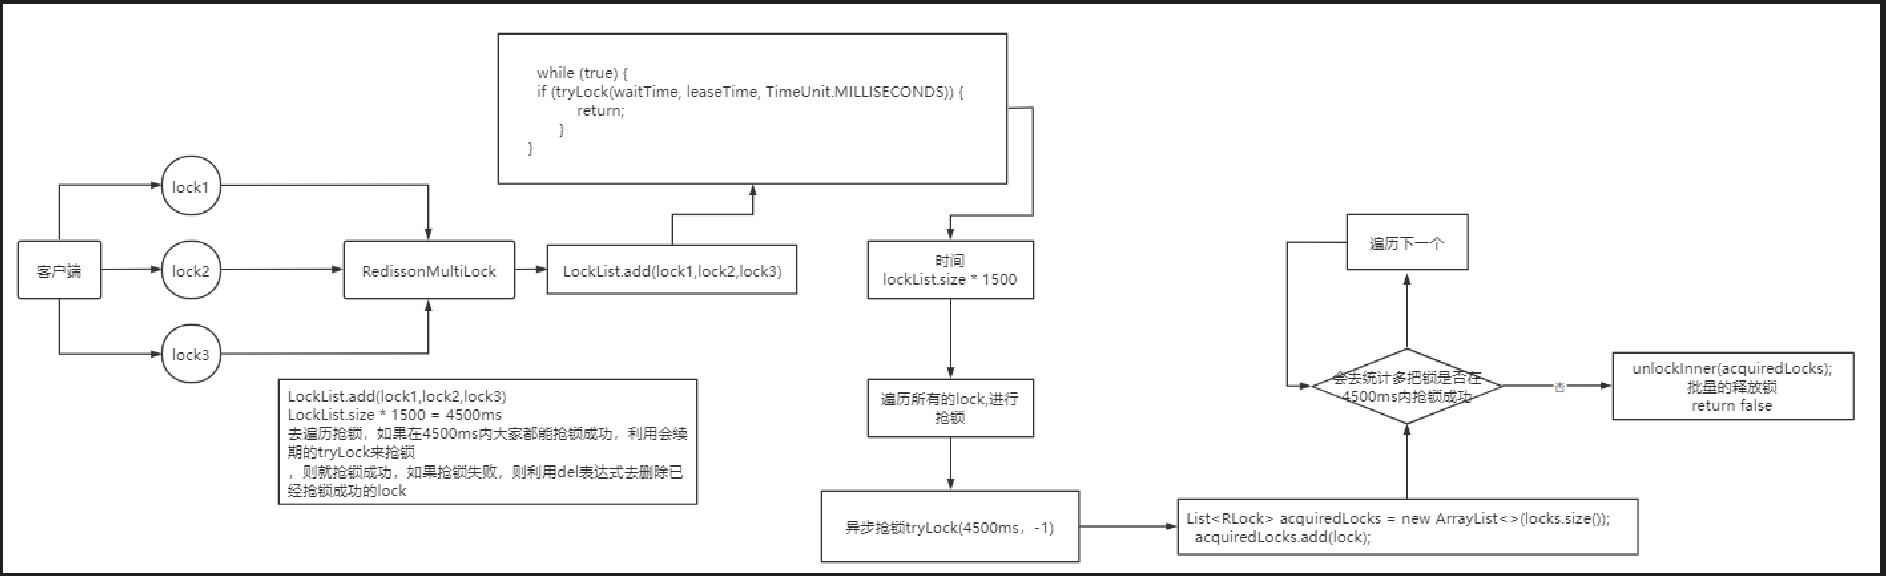 while (true) {
if (tryLock(waitTime, leaseTime, TimeUnit.MILLISECONDS)) {
return;
}
}
lock1
lock2
lock3
客户端
RedissonMultiLock
LockList.add(lock1,lock2,lock3)
时间
lockList.size * 1500
遍历所有的lock,进行
抢锁
异步抢锁tryLock(4500ms，-1)
List<RLock> acquiredLocks = new ArrayList<>(locks.size());
acquiredLocks.add(lock);
会去统计多把锁是否在
4500ms内抢锁成功
遍历下一个
否
unlockInner(acquiredLocks);
批量的释放锁
return false
LockList.add(lock1,lock2,lock3)
LockList.size * 1500 = 4500ms
去遍历抢锁，如果在4500ms内大家都能抢锁成功，利用会续
期的tryLock来抢锁
，则就抢锁成功，如果抢锁失败，则利用del表达式去删除已
经抢锁成功的lock